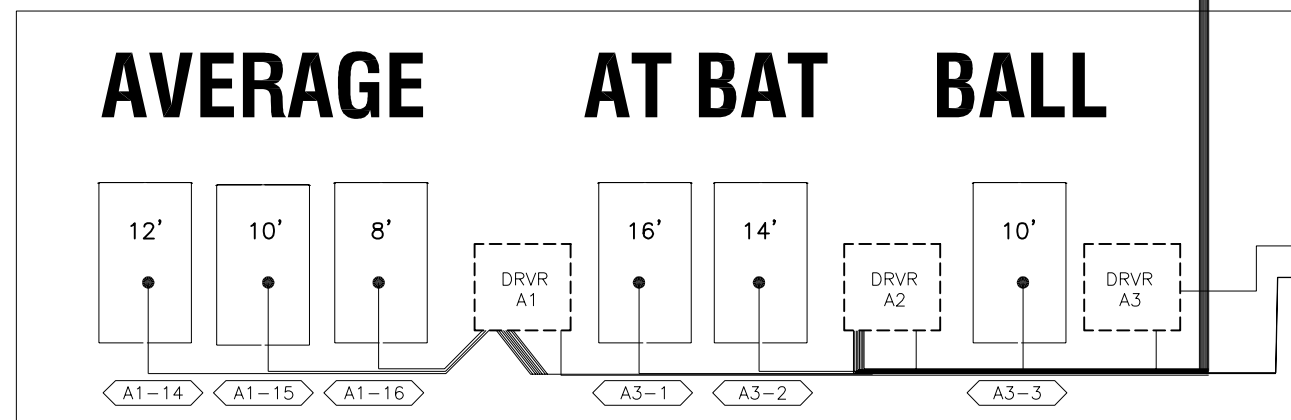 AVERAGE AT BAT BALL
12' 10' 8' 16' 14' 10'
DRVR A1 DRVR A2 DRVR A3
A1-14 A1-15 A1-16 A3-1 A3-2 A3-3